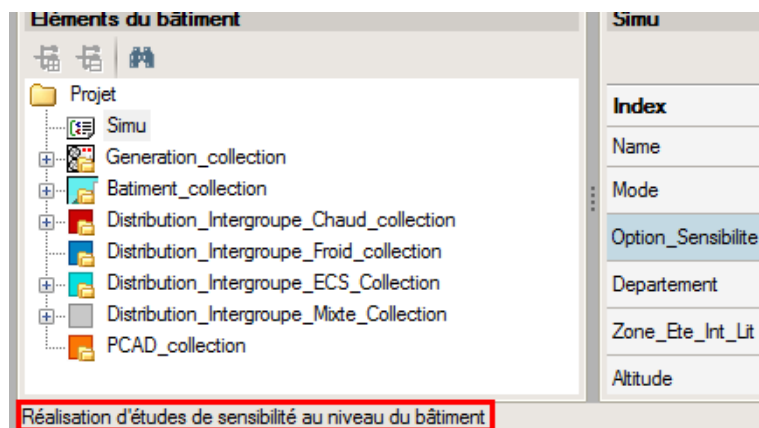 Eléments du bâtiment
Projet
Simu
Generation_collection
Batiment_collection
Distribution_Intergroupe_Chaud_collection
Distribution_Intergroupe_Froid_collection
Distribution_Intergroupe_ECS_Collection
Distribution_Intergroupe_Mixte_Collection
PCAD_collection
Simu
Index
Name
Mode
Option_Sensibilite
Departement
Zone_Ete_Int_Lit
Altitude
Réalisation d'études de sensibilité au niveau du bâtiment